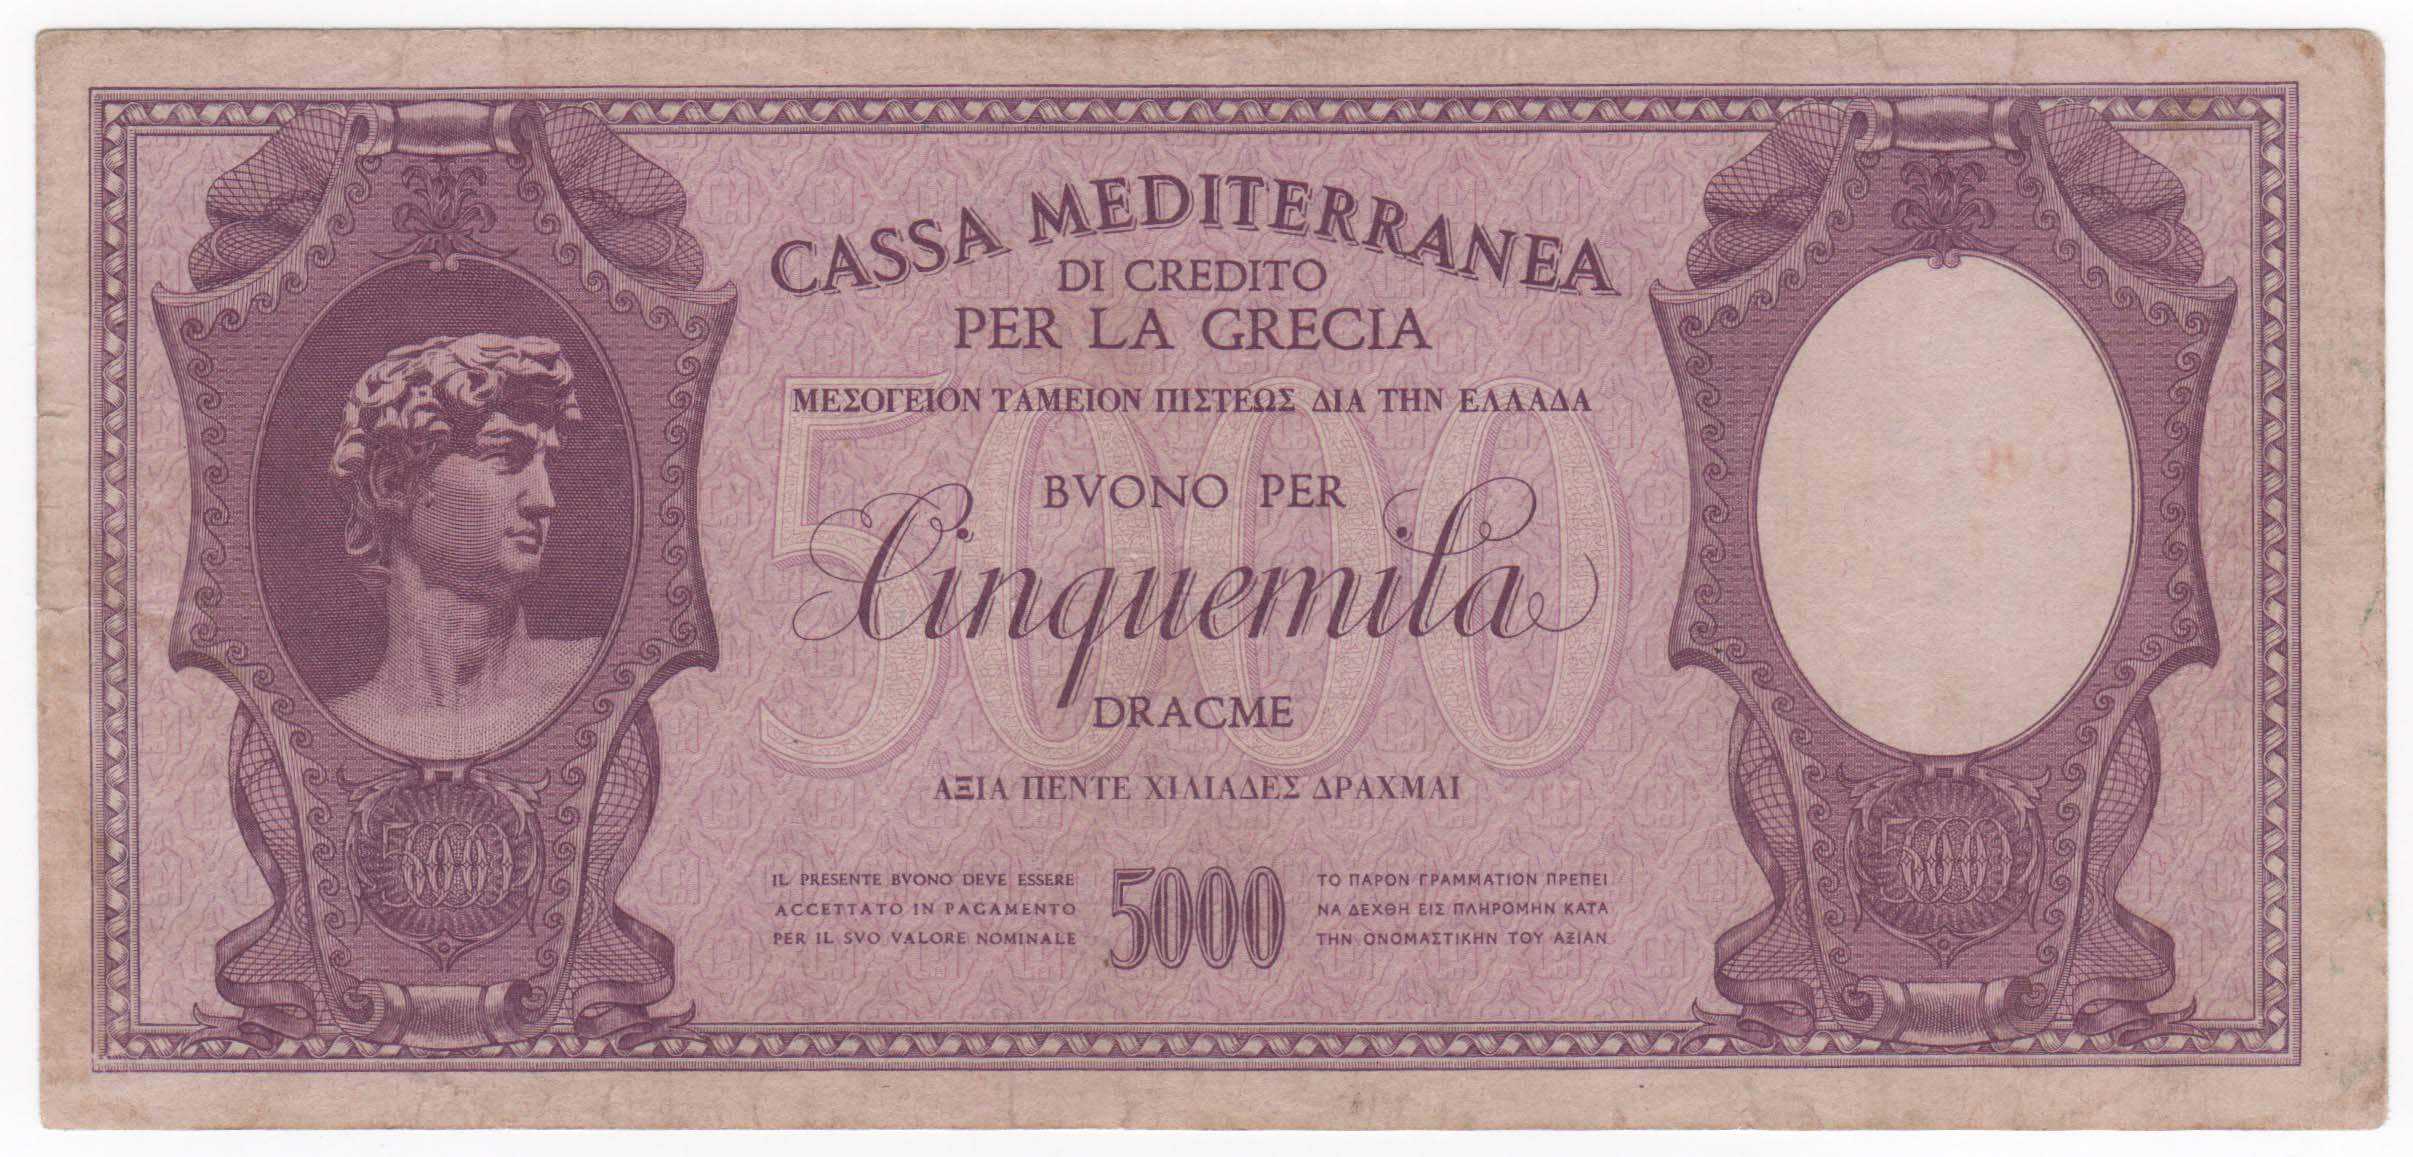 CASSA MEDITERRANEA
DI CREDITO
PER LA GRECIA
ΜΕΣΟΓΕΙΟΝ ΤΑΜΕΙΟΝ ΠΙΣΤΕΩΣ ΔΙΑ ΤΗΝ ΕΛΛΑΔΑ
5000
BVONO PER
Cinquemila
DRACME
ΑΞΙΑ ΠΕΝΤΕ ΧΙΛΙΑΔΕΣ ΔΡΑΧΜΑΙ
5000
5000
IL PRESENTE BVONO DEVE ESSERE
ACCETTATO IN PAGAMENTO
PER IL SVO VALORE NOMINALE
5000
ΤΟ ΠΑΡΟΝ ΓΡΑΜΜΑΤΙΟΝ ΠΡΕΠΕΙ
ΝΑ ΔΕΧΘΗ ΕΙΣ ΠΛΗΡΟΜΗΝ ΚΑΤΑ
ΤΗΝ ΟΝΟΜΑΣΤΙΚΗΝ ΤΟΥ ΑΞΙΑΝ